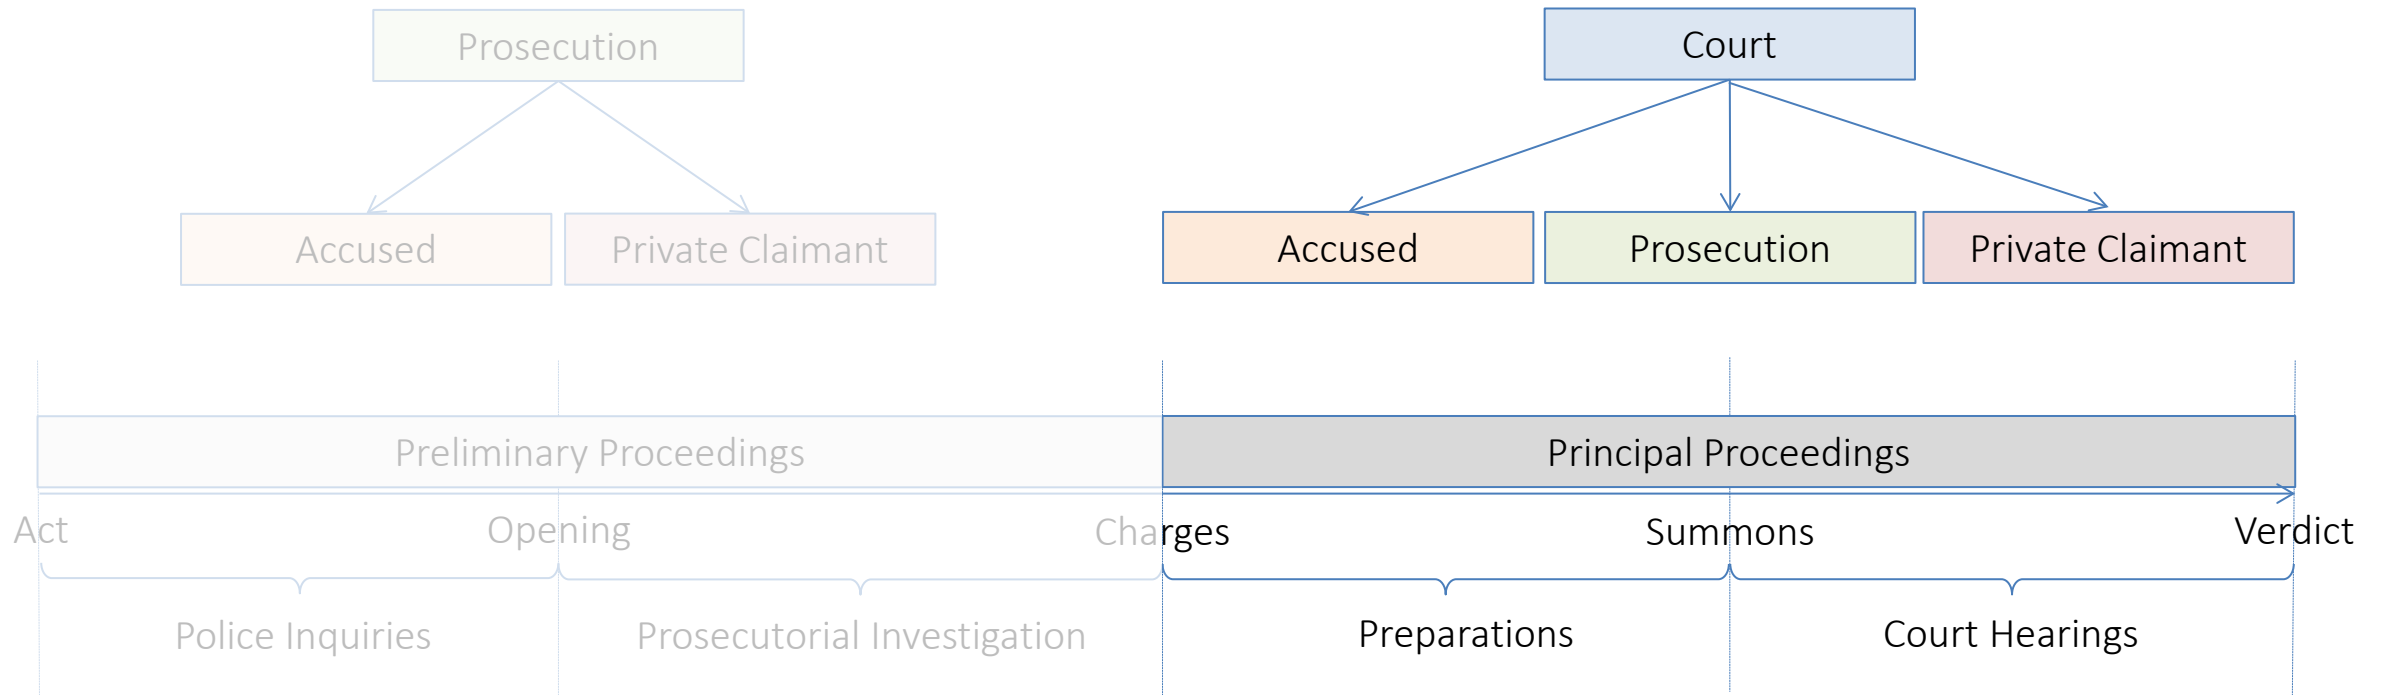 Prosecution
Court
Accused
Private Claimant
Accused
Prosecution
Private Claimant
Preliminary Proceedings
Principal Proceedings
Act
Opening
Charges
Summons
Verdict
Police Inquiries
Prosecutorial Investigation
Preparations
Court Hearings